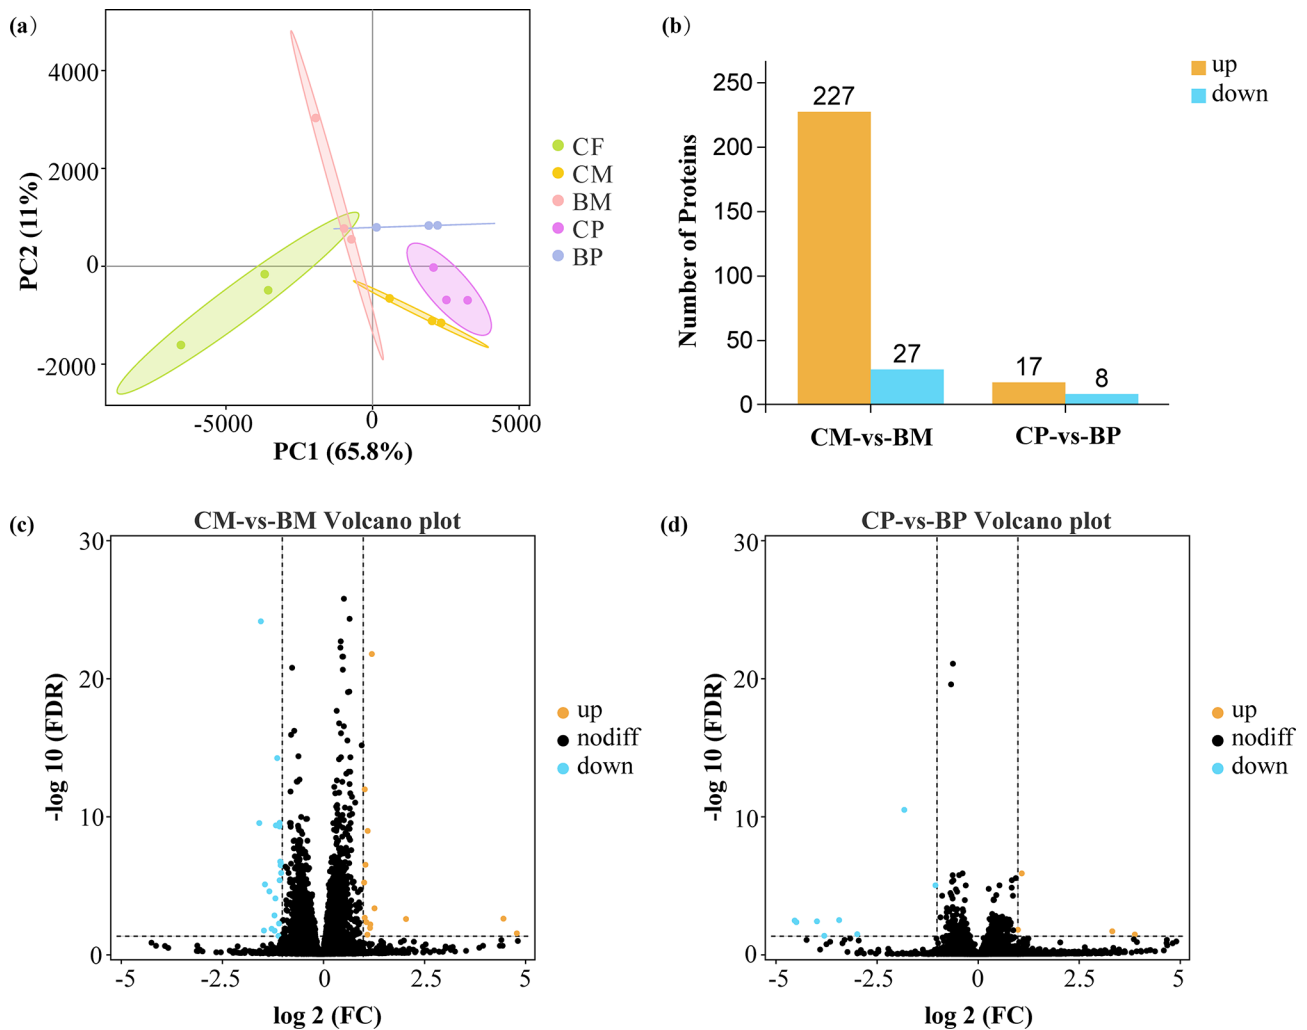 (a)
4000
2000
0
-2000
-5000
0
5000
PC2 (11%)
PC1 (65.8%)
CF
CM
BM
CP
BP
(b)
250
200
150
100
50
0
Number of Proteins
227
27
17
8
CM-vs-BM
CP-vs-BP
up
down
(c)
CM-vs-BM Volcano plot
30
20
10
0
-log 10 (FDR)
-5
-2.5
0
2.5
5
log 2 (FC)
up
nodiff
down
(d)
CP-vs-BP Volcano plot
30
20
10
0
-log 10 (FDR)
-5
-2.5
0
2.5
5
log 2 (FC)
up
nodiff
down